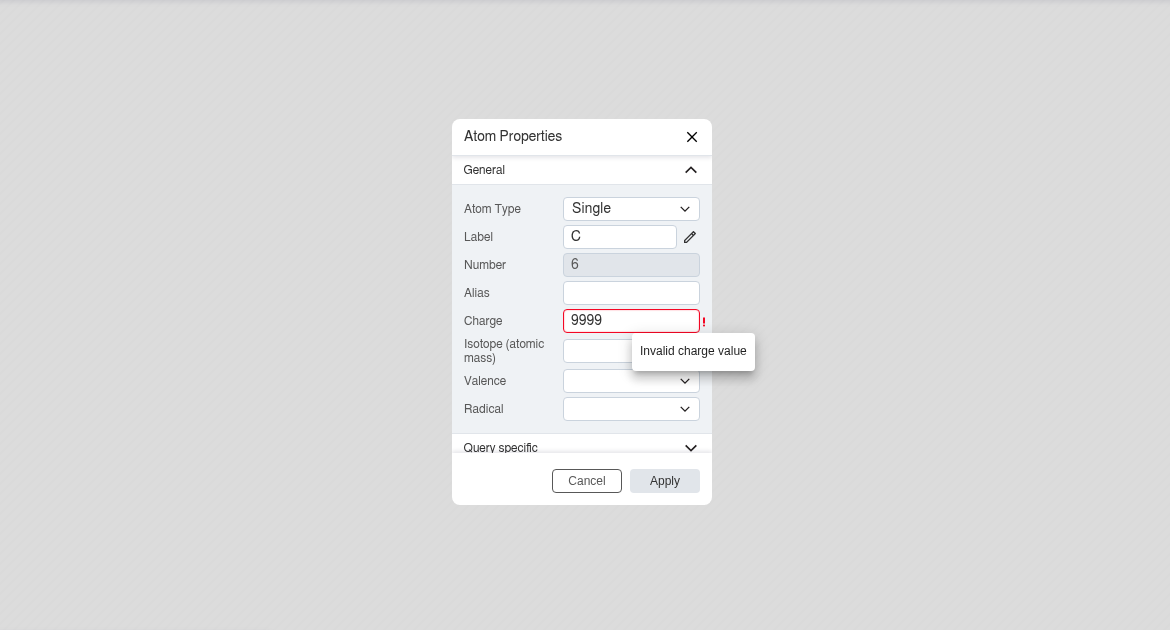 Atom Properties
General
Atom Type Single
Label C
Number 6
Alias
Charge 9999 !
Isotope (atomic
mass)
Invalid charge value
Valence
Radical
Query specific
Cancel Apply